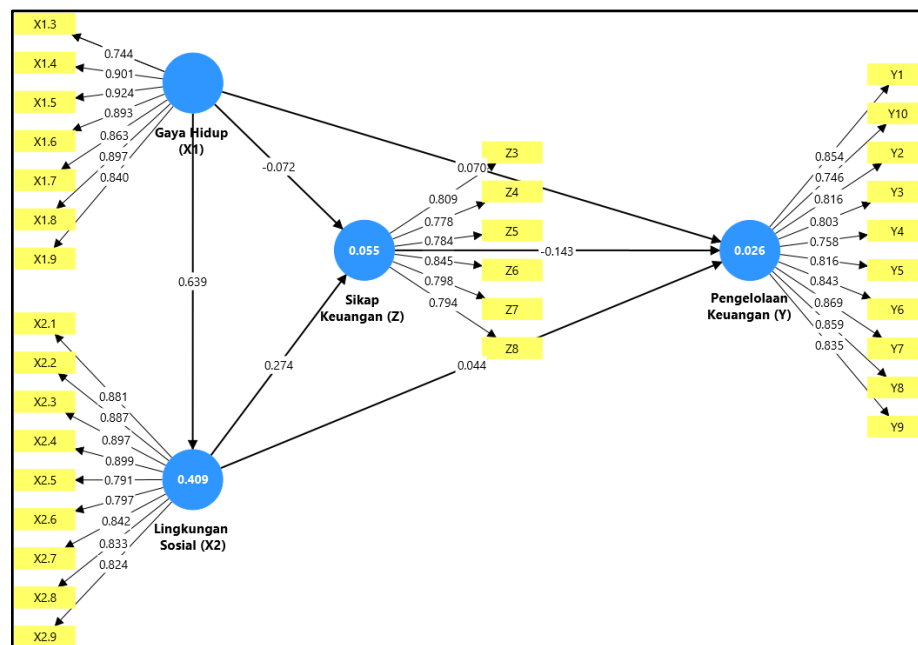 X1.3
X1.4
X1.5
X1.6
X1.7
X1.8
X1.9
0.744
0.901
0.924
0.893
0.863
0.897
0.840
Gaya Hidup
(X1)
-0.072
0.070
0.639
X2.1
X2.2
X2.3
X2.4
X2.5
X2.6
X2.7
X2.8
X2.9
0.881
0.887
0.897
0.899
0.791
0.797
0.842
0.833
0.824
0.409
Lingkungan
Sosial (X2)
0.274
0.044
0.055
Sikap
Keuangan (Z)
0.809
0.778
0.784
0.845
0.798
0.794
Z3
Z4
Z5
Z6
Z7
Z8
-0.143
0.026
Pengelolaan
Keuangan (Y)
0.854
0.746
0.816
0.803
0.758
0.816
0.843
0.869
0.859
0.835
Y1
Y10
Y2
Y3
Y4
Y5
Y6
Y7
Y8
Y9